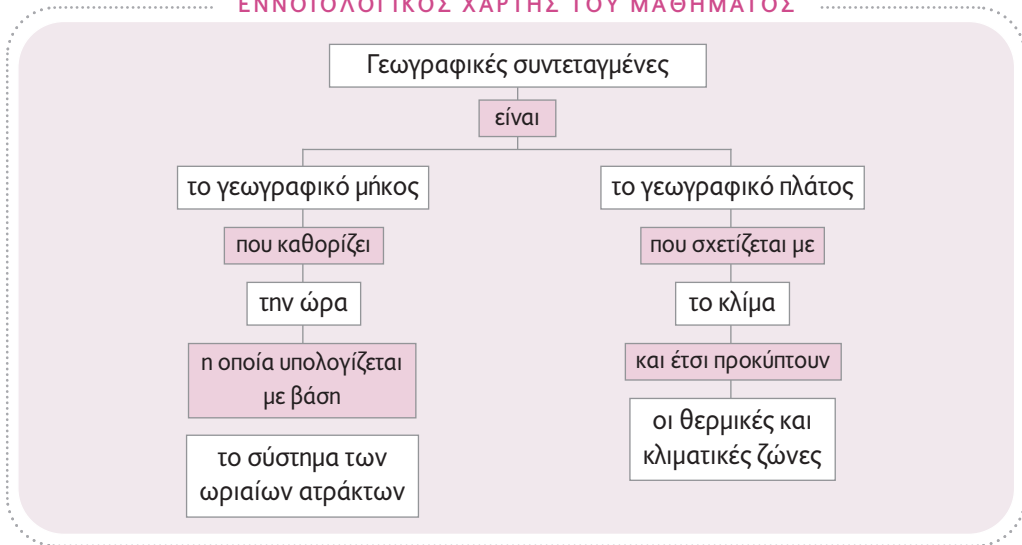 ΕΝΝΟΙΟΛΟΓΙΚΟΣ ΧΑΡΤΗΣ ΤΟΥ ΜΑΘΗΜΑΤΟΣ
Γεωγραφικές συντεταγμένες
είναι
το γεωγραφικό μήκος
που καθορίζει
την ώρα
η οποία υπολογίζεται
με βάση
το σύστημα των
ωριαίων ατράκτων
το γεωγραφικό πλάτος
που σχετίζεται με
το κλίμα
και έτσι προκύπτουν
οι θερμικές και
κλιματικές ζώνες